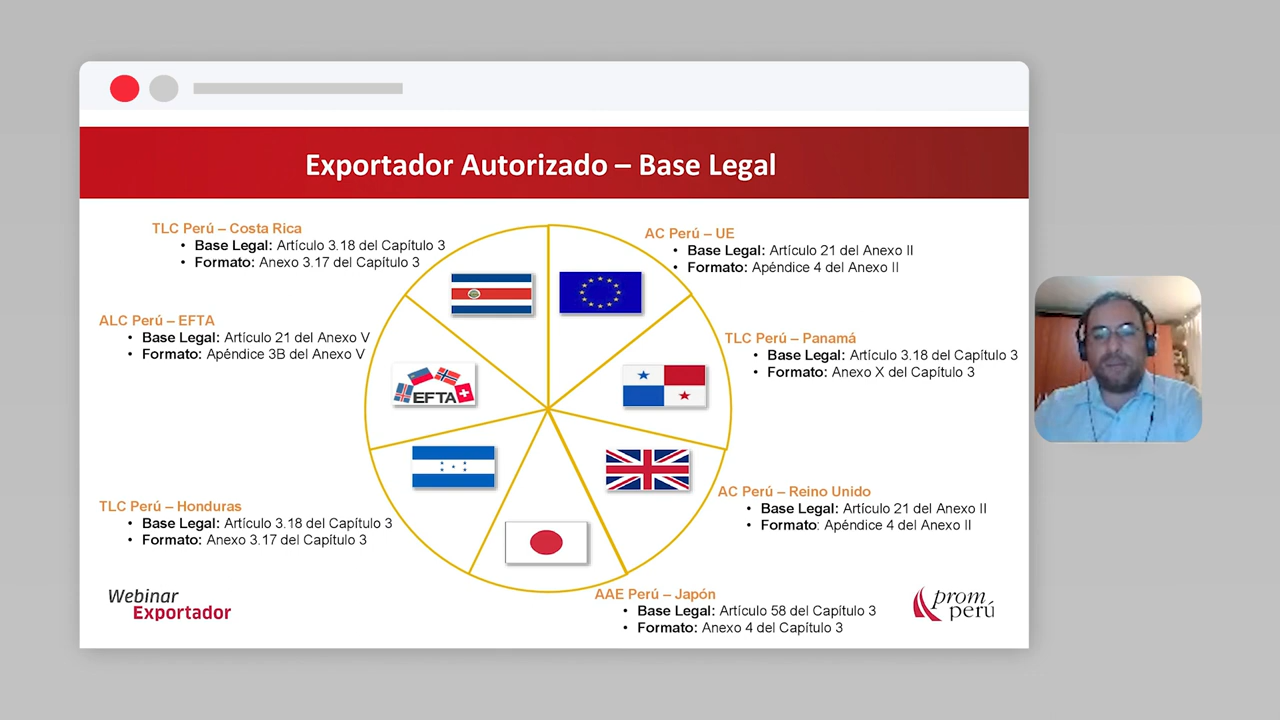 Exportador Autorizado – Base Legal
TLC Perú – Costa Rica
• Base Legal: Artículo 3.18 del Capítulo 3
• Formato: Anexo 3.17 del Capítulo 3
AC Perú – UE
• Base Legal: Artículo 21 del Anexo II
• Formato: Apéndice 4 del Anexo II
ALC Perú – EFTA
• Base Legal: Artículo 21 del Anexo V
• Formato: Apéndice 3B del Anexo V
TLC Perú – Panamá
• Base Legal: Artículo 3.18 del Capítulo 3
• Formato: Anexo X del Capítulo 3
EFTA
TLC Perú – Honduras
• Base Legal: Artículo 3.18 del Capítulo 3
• Formato: Anexo 3.17 del Capítulo 3
AC Perú – Reino Unido
• Base Legal: Artículo 21 del Anexo II
• Formato: Apéndice 4 del Anexo II
AAE Perú – Japón
• Base Legal: Artículo 58 del Capítulo 3
• Formato: Anexo 4 del Capítulo 3
Webinar
Exportador
prom
perú